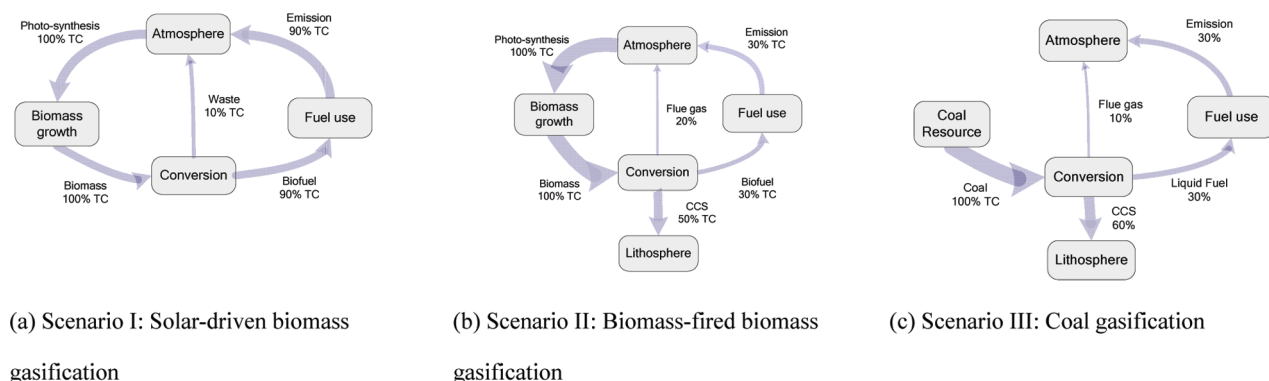 Photo-synthesis
100% TC
Atmosphere
Emission
90% TC
Waste
10% TC
Biomass
growth
Fuel use
Biomass
100% TC
Conversion
Biofuel
90% TC
(a) Scenario I: Solar-driven biomass
gasification
Photo-synthesis
100% TC
Atmosphere
Emission
30% TC
Biomass
growth
Flue gas
20%
Fuel use
Biomass
100% TC
Conversion
Biofuel
30% TC
CCS
50% TC
Lithosphere
(b) Scenario II: Biomass-fired biomass
gasification
Atmosphere
Emission
30%
Coal
Resource
Flue gas
10%
Fuel use
Coal
100% TC
Conversion
Liquid Fuel
30%
CCS
60%
Lithosphere
(c) Scenario III: Coal gasification